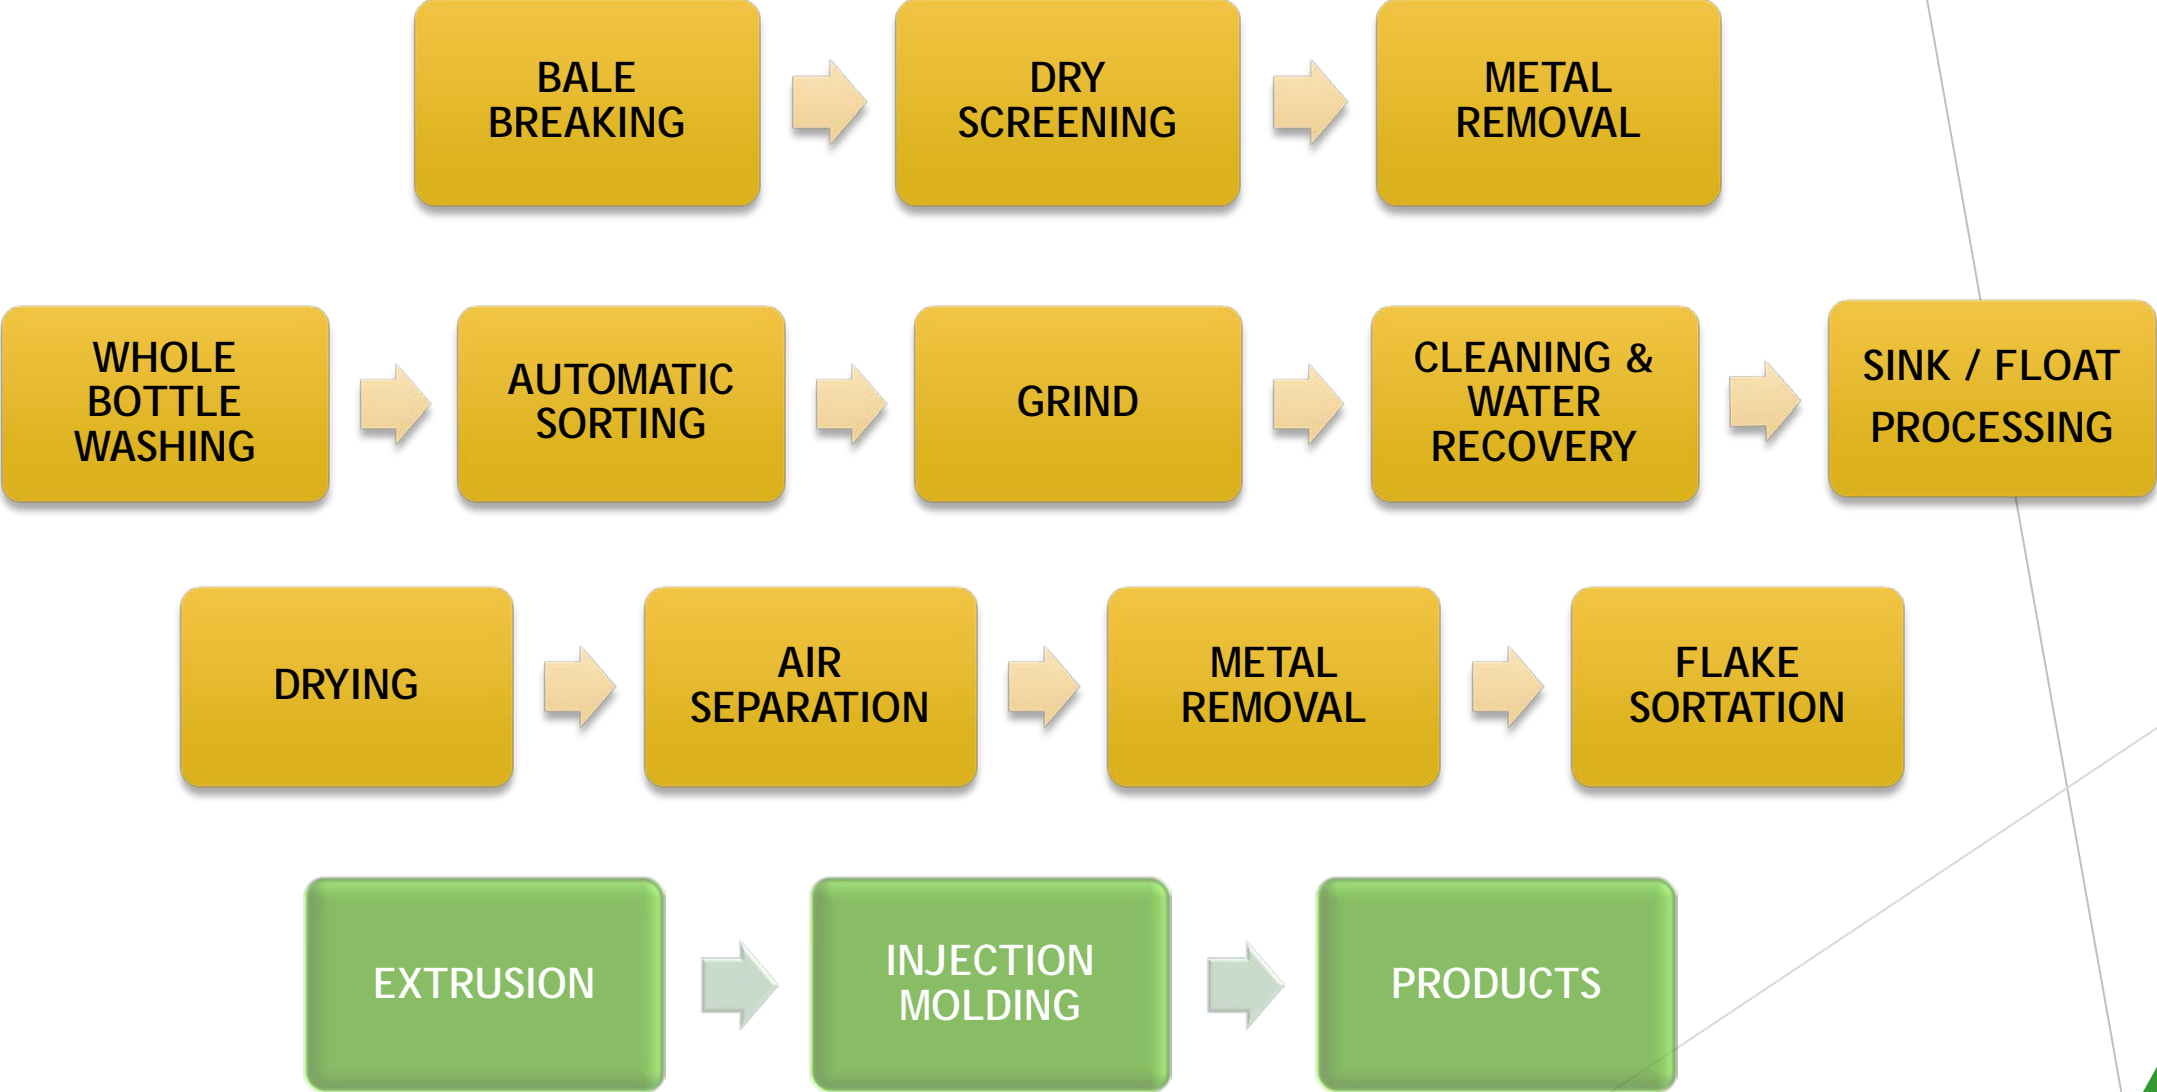 BALE
BREAKING
DRY
SCREENING
METAL
REMOVAL
WHOLE
BOTTLE
WASHING
AUTOMATIC
SORTING
GRIND
CLEANING &
WATER
RECOVERY
SINK / FLOAT
PROCESSING
DRYING
AIR
SEPARATION
METAL
REMOVAL
FLAKE
SORTATION
EXTRUSION
INJECTION
MOLDING
PRODUCTS